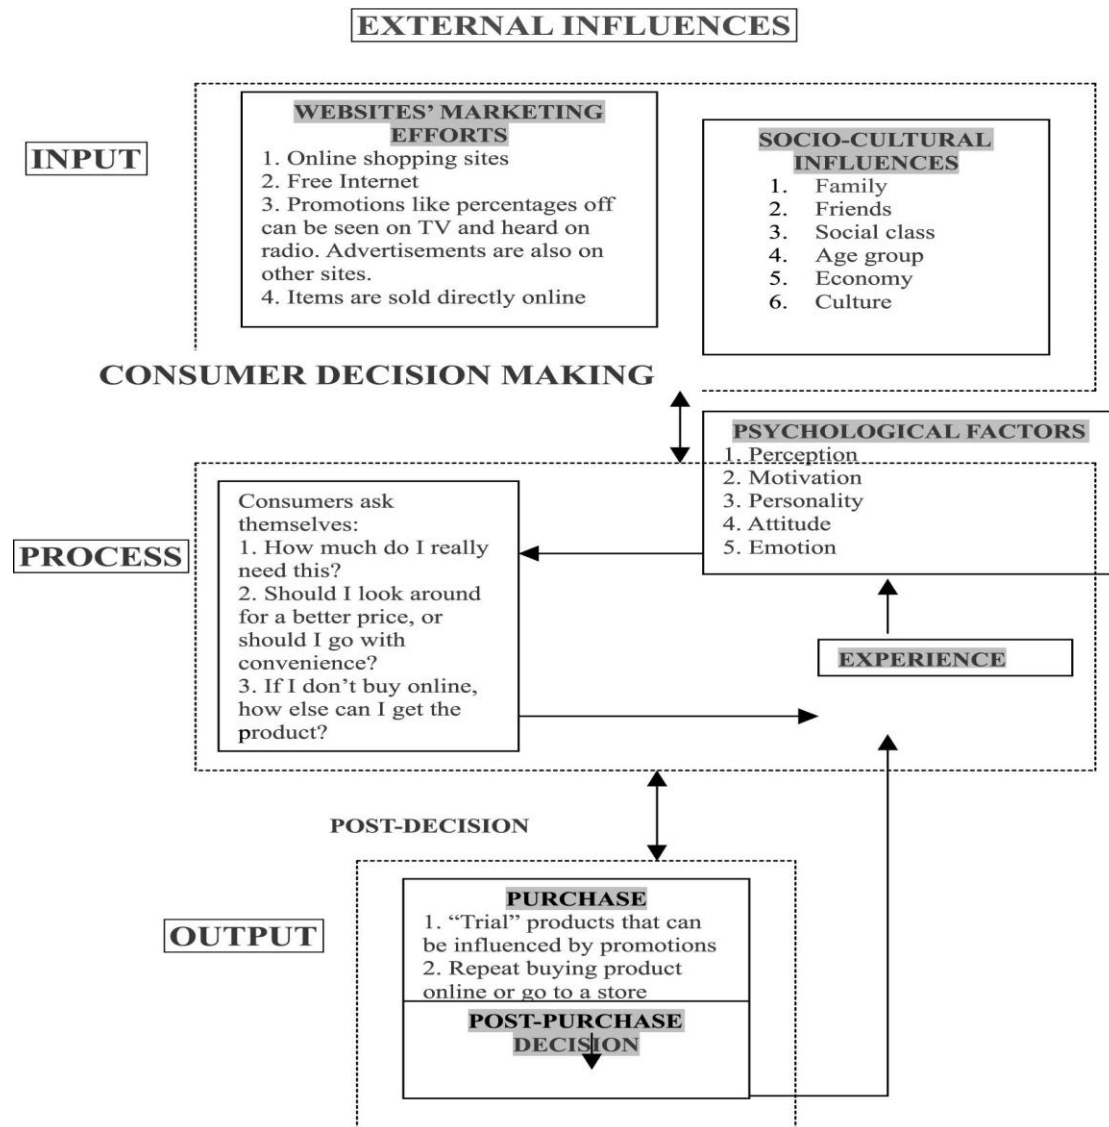 EXTERNAL INFLUENCES
INPUT
WEBSITES’ MARKETING
EFFORTS
1. Online shopping sites
2. Free Internet
3. Promotions like percentages off
can be seen on TV and heard on
radio. Advertisements are also on
other sites.
4. Items are sold directly online
SOCIO-CULTURAL
INFLUENCES
1. Family
2. Friends
3. Social class
4. Age group
5. Economy
6. Culture
CONSUMER DECISION MAKING
PROCESS
Consumers ask
themselves:
1. How much do I really
need this?
2. Should I look around
for a better price, or
should I go with
convenience?
3. If I don’t buy online,
how else can I get the
product?
PSYCHOLOGICAL FACTORS
1. Perception
2. Motivation
3. Personality
4. Attitude
5. Emotion
EXPERIENCE
POST-DECISION
OUTPUT
PURCHASE
1. “Trial” products that can
be influenced by promotions
2. Repeat buying product
online or go to a store
POST-PURCHASE
DECISION